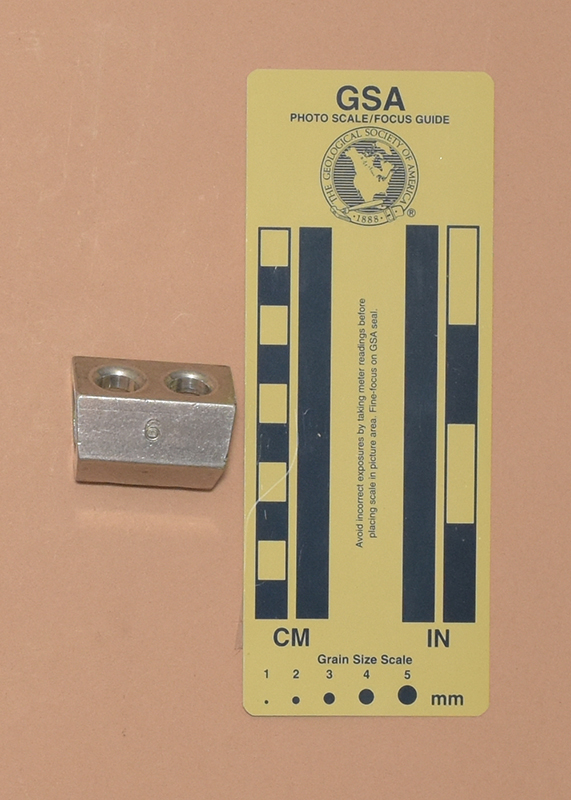 GSA
PHOTO SCALE/FOCUS GUIDE
THE GEOLOGICAL SOCIETY OF AMERICA
1888
®
6
Avoid incorrect exposures by taking meter readings before
placing scale in picture area. Fine-focus on GSA seal.
CM
IN
Grain Size Scale
1 2 3 4 5
mm